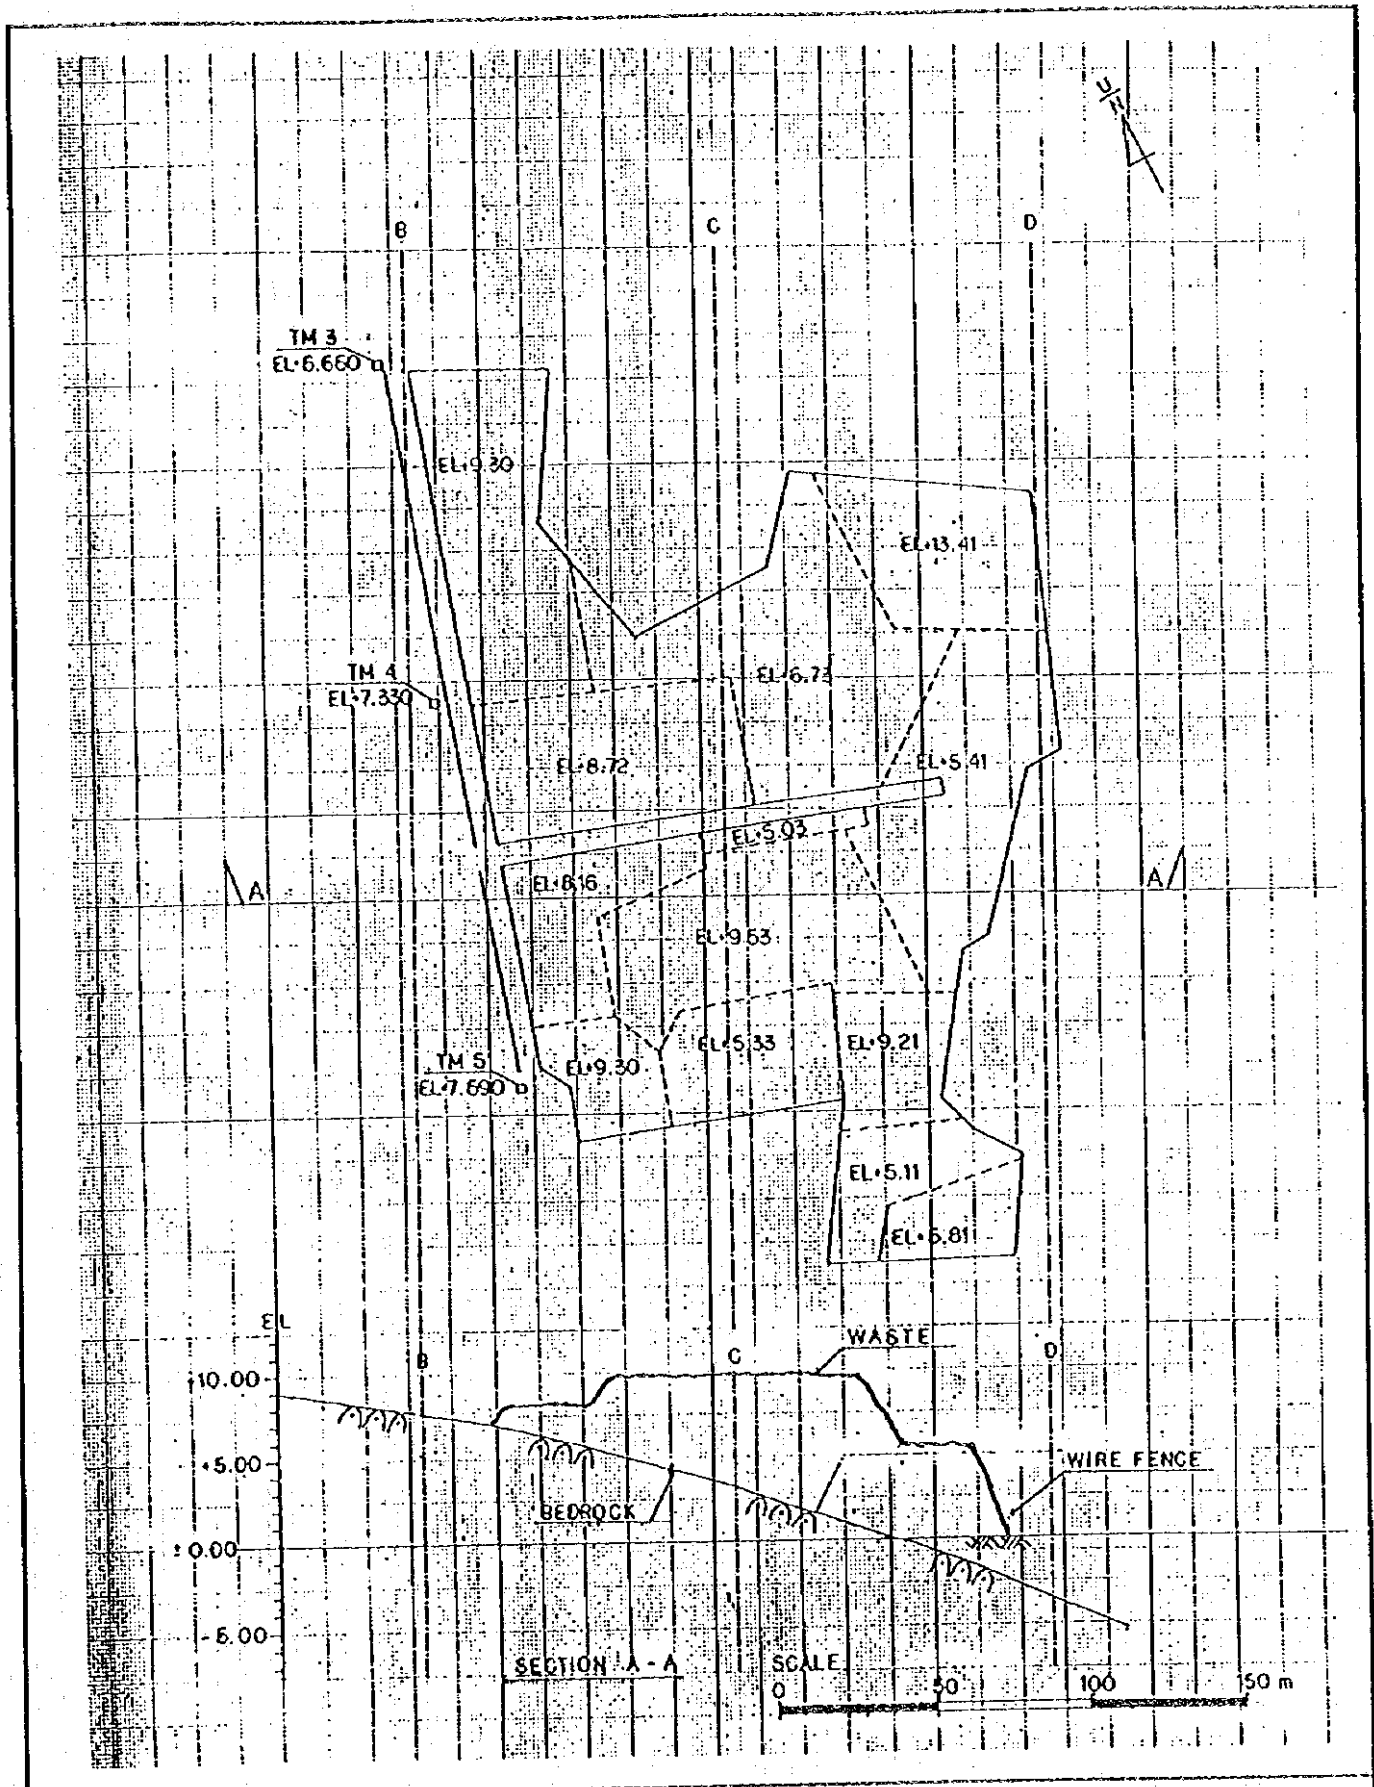 B
C
D
TM 3
EL+6.660
EL+9.30
EL+13.41
TM 4
EL+7.330
EL+6.73
EL+8.72
EL+5.41
EL+5.03
A
EL+8.16
A
EL+9.53
EL+5.33
EL+9.21
TM 5
EL+7.690
EL+9.30
EL+5.11
EL+5.81
EL
WASTE
B
C
D
+10.00
+5.00
WIRE FENCE
BEDROCK
±0.00
-5.00
SECTION A - A
SCALE
0 50 100 150 m